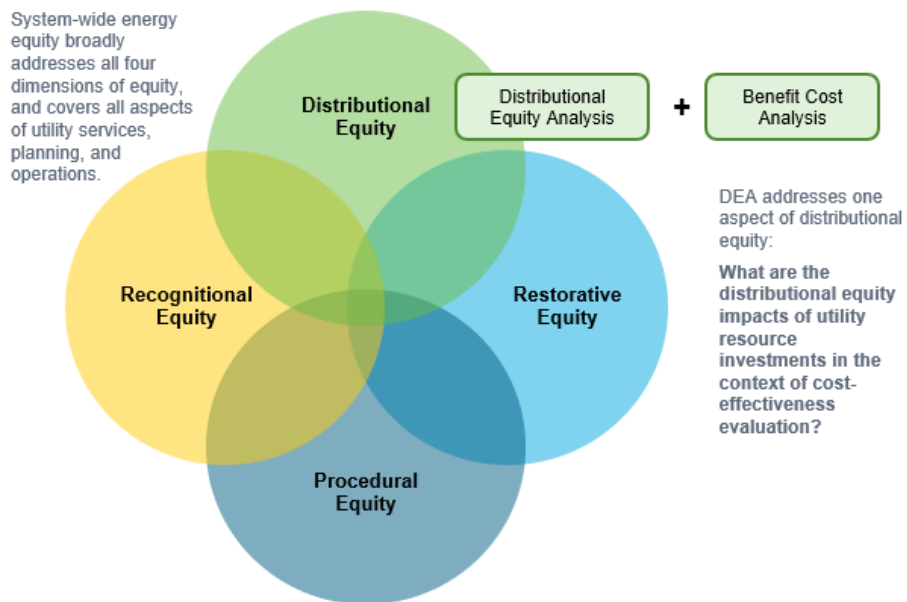 System-wide energy
equity broadly
addresses all four
dimensions of equity,
and covers all aspects
of utility services,
planning, and
operations.
Distributional
Equity
Distributional
Equity Analysis
+
Benefit Cost
Analysis
DEA addresses one
aspect of distributional
equity:
What are the
distributional equity
impacts of utility
resource
investments in the
context of cost-
effectiveness
evaluation?
Recognitional
Equity
Restorative
Equity
Procedural
Equity